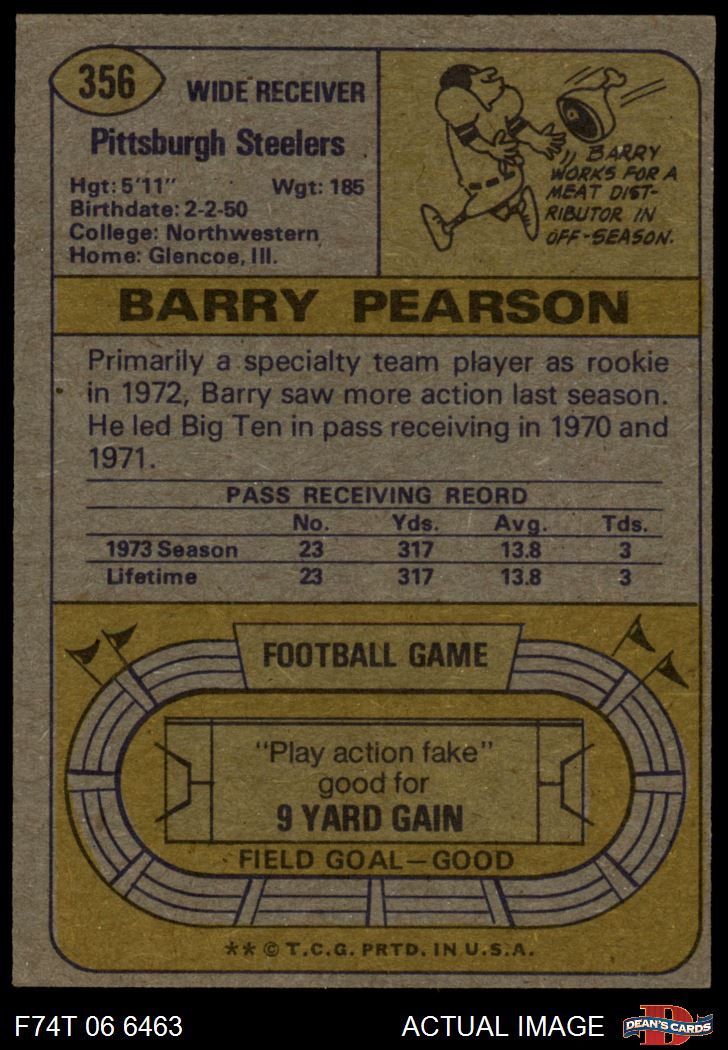 356
WIDE RECEIVER
Pittsburgh Steelers
Hgt: 5'11" Wgt: 185
Birthdate: 2-2-50
College: Northwestern
Home: Glencoe, Ill.
BARRY
WORKS FOR A
MEAT DIST-
RIBUTOR IN
OFF-SEASON.
BARRY PEARSON
Primarily a specialty team player as rookie
in 1972, Barry saw more action last season.
He led Big Ten in pass receiving in 1970 and
1971.
PASS RECEIVING REORD
No. Yds. Avg. Tds.
1973 Season 23 317 13.8 3
Lifetime 23 317 13.8 3
FOOTBALL GAME
"Play action fake"
good for
9 YARD GAIN
FIELD GOAL—GOOD
** © T.C.G. PRTD. IN U.S.A.
F74T 06 6463 ACTUAL IMAGE
D
DEAN'S CARDS